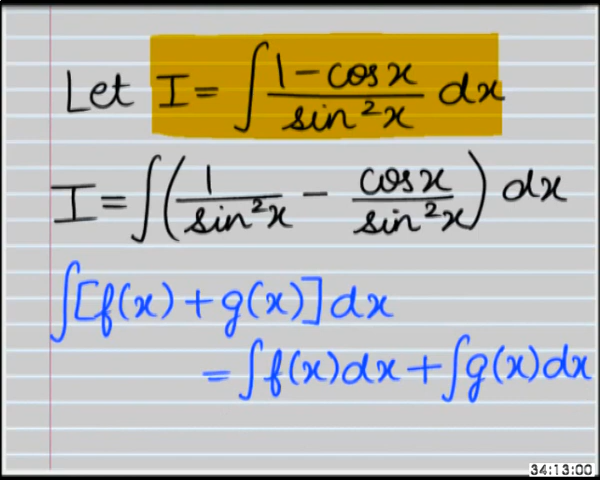 Let I = ∫ (1 - cos x)/(sin²x) dx
I = ∫ (1/(sin²x) - (cos x)/(sin²x)) dx
∫[f(x) + g(x)] dx
= ∫f(x)dx + ∫g(x)dx
34:13:00